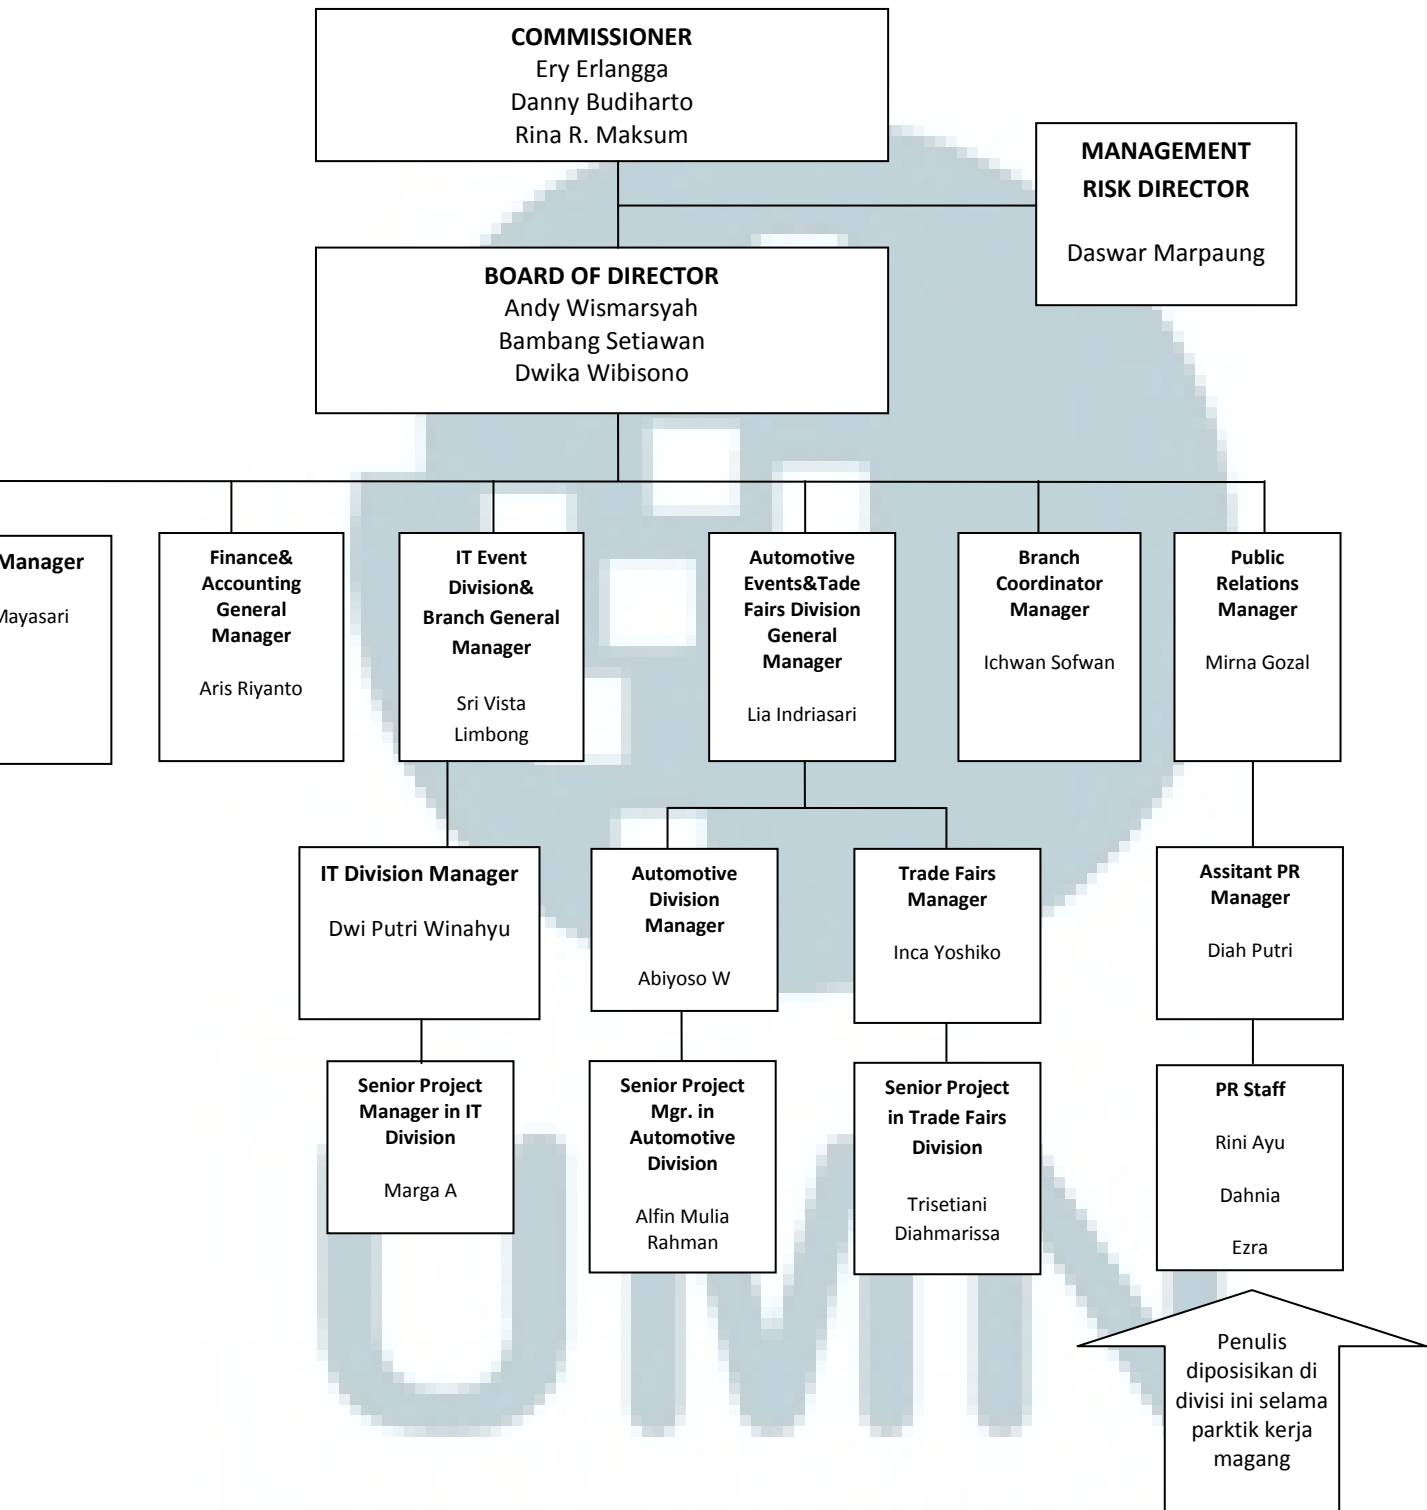 COMMISSIONER
Ery Erlangga
Danny Budiharto
Rina R. Maksum
MANAGEMENT
RISK DIRECTOR
Daswar Marpaung
BOARD OF DIRECTOR
Andy Wismarsyah
Bambang Setiawan
Dwika Wibisono
Manager
Mayasari
Finance&
Accounting
General
Manager
Aris Riyanto
IT Event
Division&
Branch General
Manager
Sri Vista
Limbong
Automotive
Events&Tade
Fairs Division
General
Manager
Lia Indriasari
Branch
Coordinator
Manager
Ichwan Sofwan
Public
Relations
Manager
Mirna Gozal
IT Division Manager
Dwi Putri Winahyu
Automotive
Division
Manager
Abiyoso W
Trade Fairs
Manager
Inca Yoshiko
Assitant PR
Manager
Diah Putri
Senior Project
Manager in IT
Division
Marga A
Senior Project
Mgr. in
Automotive
Division
Alfin Mulia
Rahman
Senior Project
in Trade Fairs
Division
Trisetiani
Diahmarissa
PR Staff
Rini Ayu
Dahnia
Ezra
Penulis
diposisikan di
divisi ini selama
parktik kerja
magang
UMN